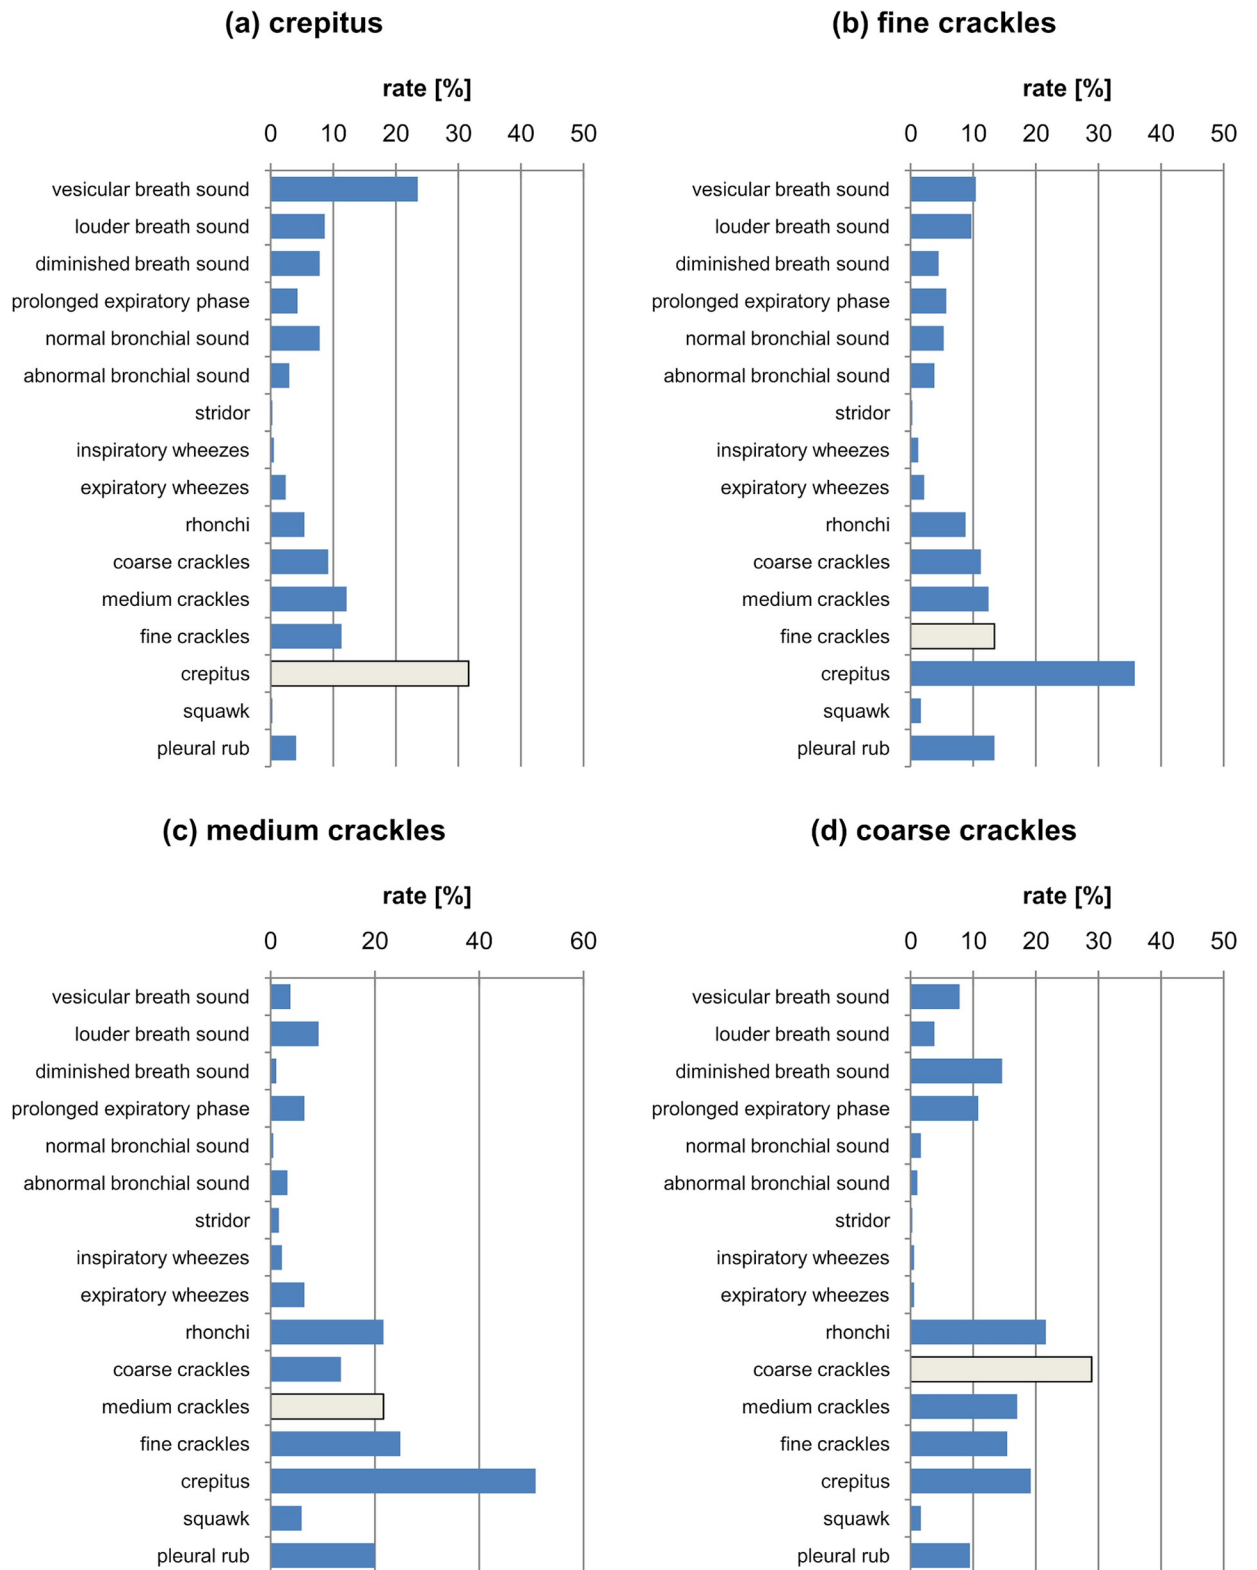 (a) crepitus
rate [%]
0 10 20 30 40 50
vesicular breath sound
louder breath sound
diminished breath sound
prolonged expiratory phase
normal bronchial sound
abnormal bronchial sound
stridor
inspiratory wheezes
expiratory wheezes
rhonchi
coarse crackles
medium crackles
fine crackles
crepitus
squawk
pleural rub
(b) fine crackles
rate [%]
0 10 20 30 40 50
vesicular breath sound
louder breath sound
diminished breath sound
prolonged expiratory phase
normal bronchial sound
abnormal bronchial sound
stridor
inspiratory wheezes
expiratory wheezes
rhonchi
coarse crackles
medium crackles
fine crackles
crepitus
squawk
pleural rub
(c) medium crackles
rate [%]
0 20 40 60
vesicular breath sound
louder breath sound
diminished breath sound
prolonged expiratory phase
normal bronchial sound
abnormal bronchial sound
stridor
inspiratory wheezes
expiratory wheezes
rhonchi
coarse crackles
medium crackles
fine crackles
crepitus
squawk
pleural rub
(d) coarse crackles
rate [%]
0 10 20 30 40 50
vesicular breath sound
louder breath sound
diminished breath sound
prolonged expiratory phase
normal bronchial sound
abnormal bronchial sound
stridor
inspiratory wheezes
expiratory wheezes
rhonchi
coarse crackles
medium crackles
fine crackles
crepitus
squawk
pleural rub